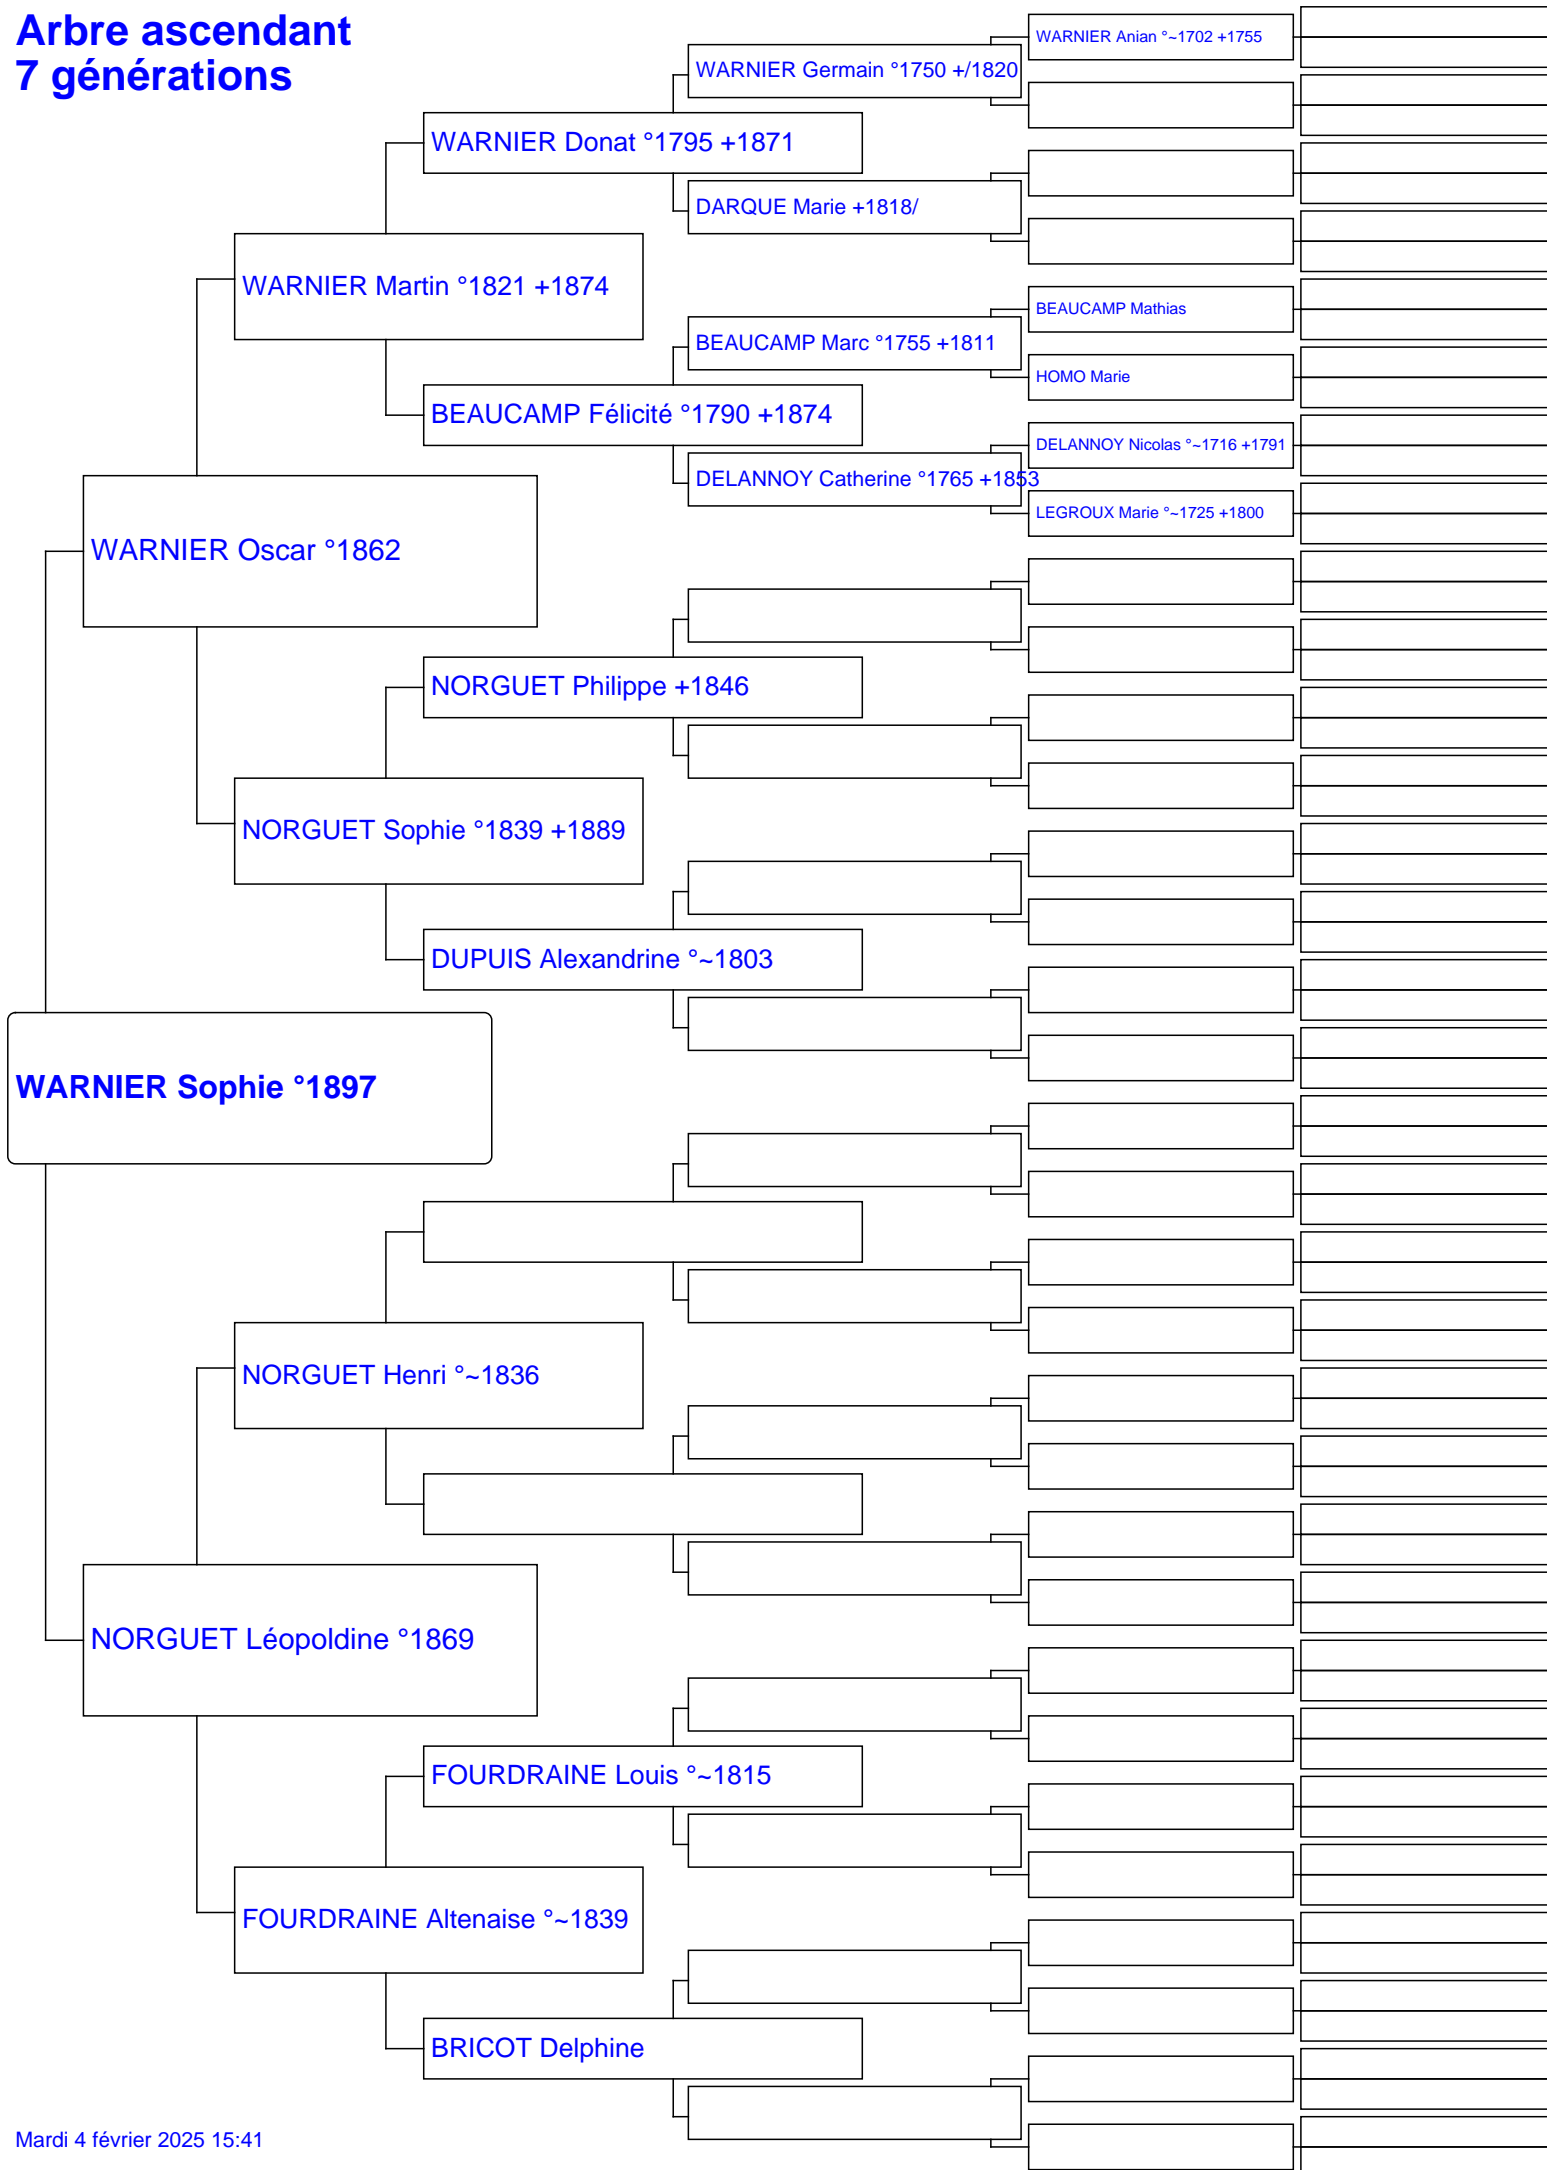 Arbre ascendant
7 générations
WARNIER Anian °~1702 +1755
WARNIER Germain °1750 +/1820
WARNIER Donat °1795 +1871
DARQUE Marie +1818/
WARNIER Martin °1821 +1874
BEAUCAMP Mathias
BEAUCAMP Marc °1755 +1811
HOMO Marie
BEAUCAMP Félicité °1790 +1874
DELANNOY Nicolas °~1716 +1791
DELANNOY Catherine °1765 +1853
LEGROUX Marie °~1725 +1800
WARNIER Oscar °1862
NORGUET Philippe +1846
NORGUET Sophie °1839 +1889
DUPUIS Alexandrine °~1803
WARNIER Sophie °1897
NORGUET Henri °~1836
NORGUET Léopoldine °1869
FOURDRAINE Louis °~1815
FOURDRAINE Altenaise °~1839
BRICOT Delphine
Mardi 4 février 2025 15:41